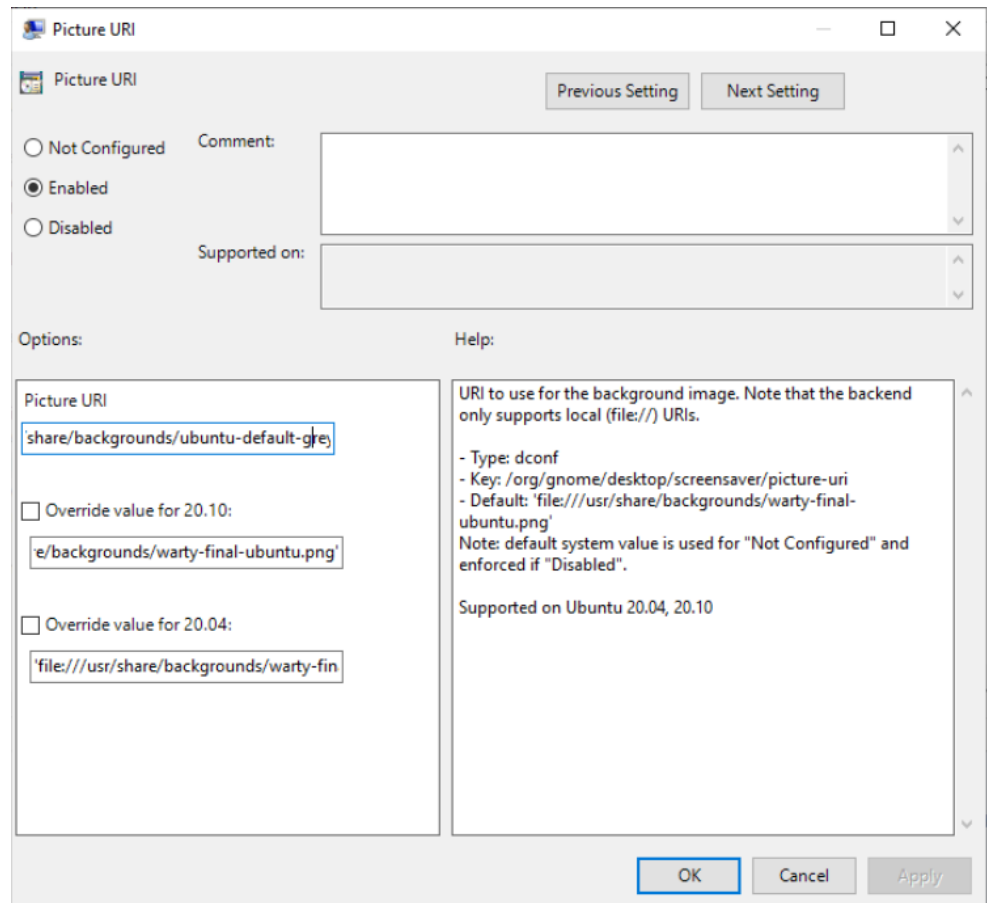 Picture URI
Picture URI
Previous Setting
Next Setting
Not Configured
Comment:
Enabled
Disabled
Supported on:
Options:
Help:
Picture URI
share/backgrounds/ubuntu-default-grey
Override value for 20.10:
e/backgrounds/warty-final-ubuntu.png'
Override value for 20.04:
'file:///usr/share/backgrounds/warty-fin
URI to use for the background image. Note that the backend
only supports local (file://) URIs.
- Type: dconf
- Key: /org/gnome/desktop/screensaver/picture-uri
- Default: 'file:///usr/share/backgrounds/warty-final-
ubuntu.png'
Note: default system value is used for "Not Configured" and
enforced if "Disabled".
Supported on Ubuntu 20.04, 20.10
OK
Cancel
Apply